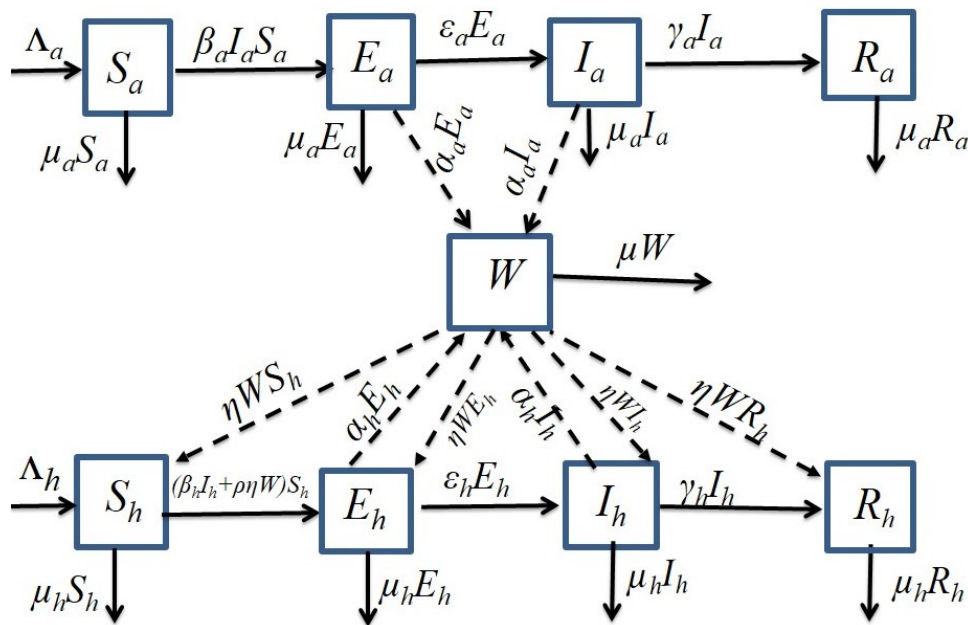 Λₐ
Sₐ
βₐIₐSₐ
Eₐ
εₐEₐ
Iₐ
γₐIₐ
Rₐ
μₐSₐ
μₐEₐ
αₐEₐ
αₐIₐ
μₐIₐ
μₐRₐ
W
μW
ηWSₕ
αₕEₕ
ηWEₕ
αₕIₕ
ηWIₕ
ηWRₕ
Λₕ
Sₕ
(βₕIₕ+ρηW)Sₕ
Eₕ
εₕEₕ
Iₕ
γₕIₕ
Rₕ
μₕSₕ
μₕEₕ
μₕIₕ
μₕRₕ